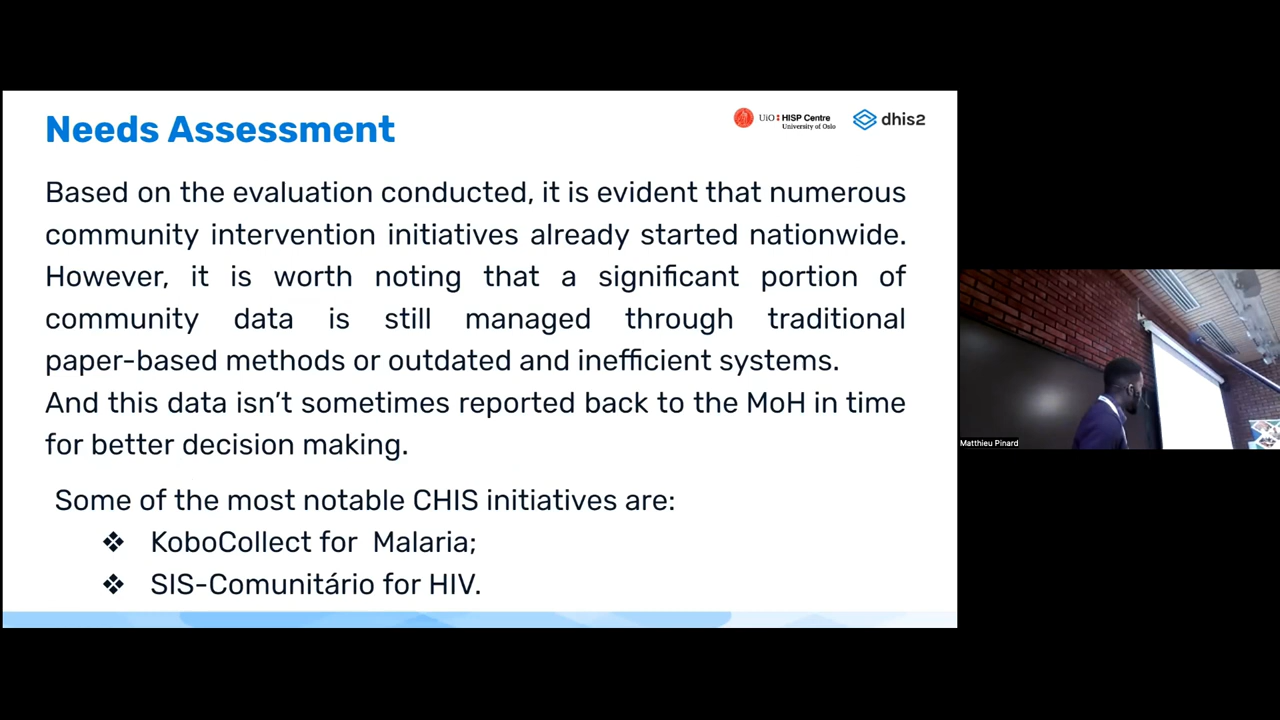 Needs Assessment
UiO HISP Centre
University of Oslo
dhis2
Based on the evaluation conducted, it is evident that numerous
community intervention initiatives already started nationwide.
However, it is worth noting that a significant portion of
community data is still managed through traditional
paper-based methods or outdated and inefficient systems.
And this data isn’t sometimes reported back to the MoH in time
for better decision making.
Some of the most notable CHIS initiatives are:
❖ KoboCollect for Malaria;
❖ SIS-Comunitário for HIV.
Matthieu Pinard